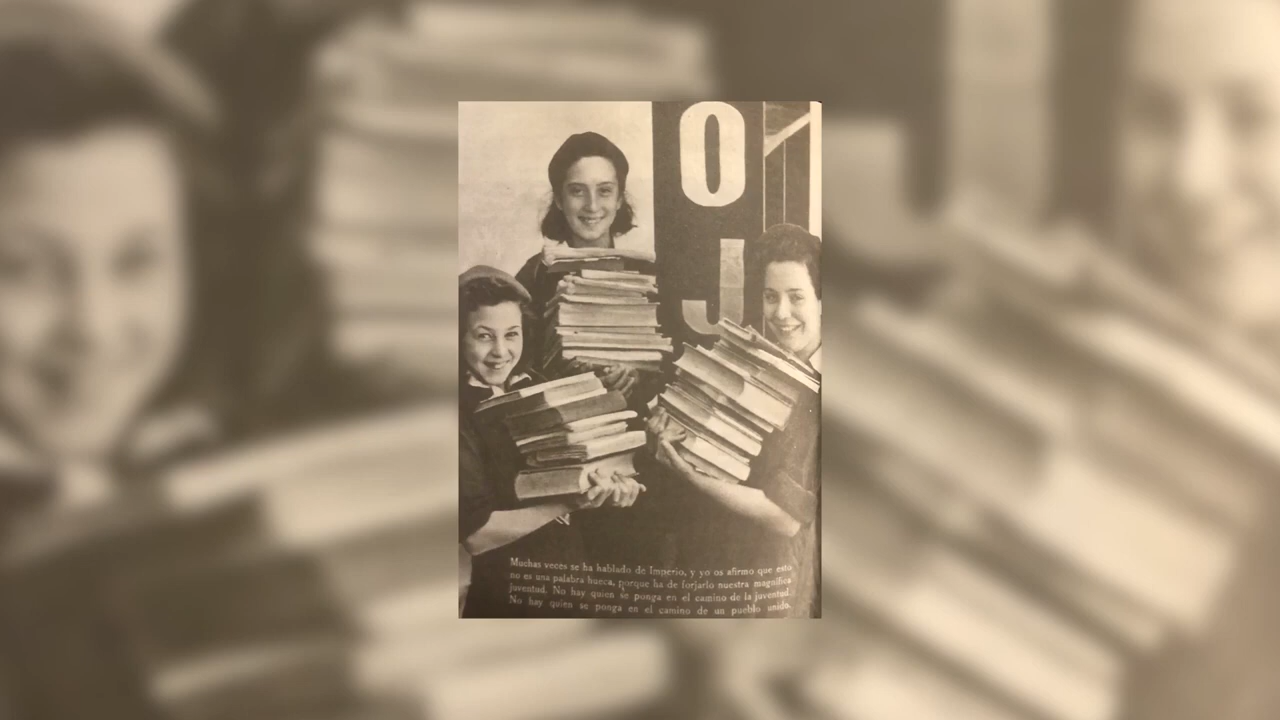 O
J
Muchas veces se ha hablado de Imperio, y yo os afirmo que esto
no es una palabra hueca, porque ha de forjarlo nuestra magnífica
juventud. No hay quien se ponga en el camino de la juventud.
No hay quien se ponga en el camino de un pueblo unido.